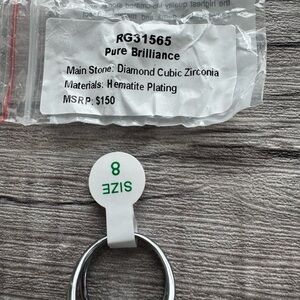 RG31565
Pure Brilliance
Main Stone: Diamond Cubic Zirconia
Materials: Hematite Plating
MSRP: $150
SIZE
8